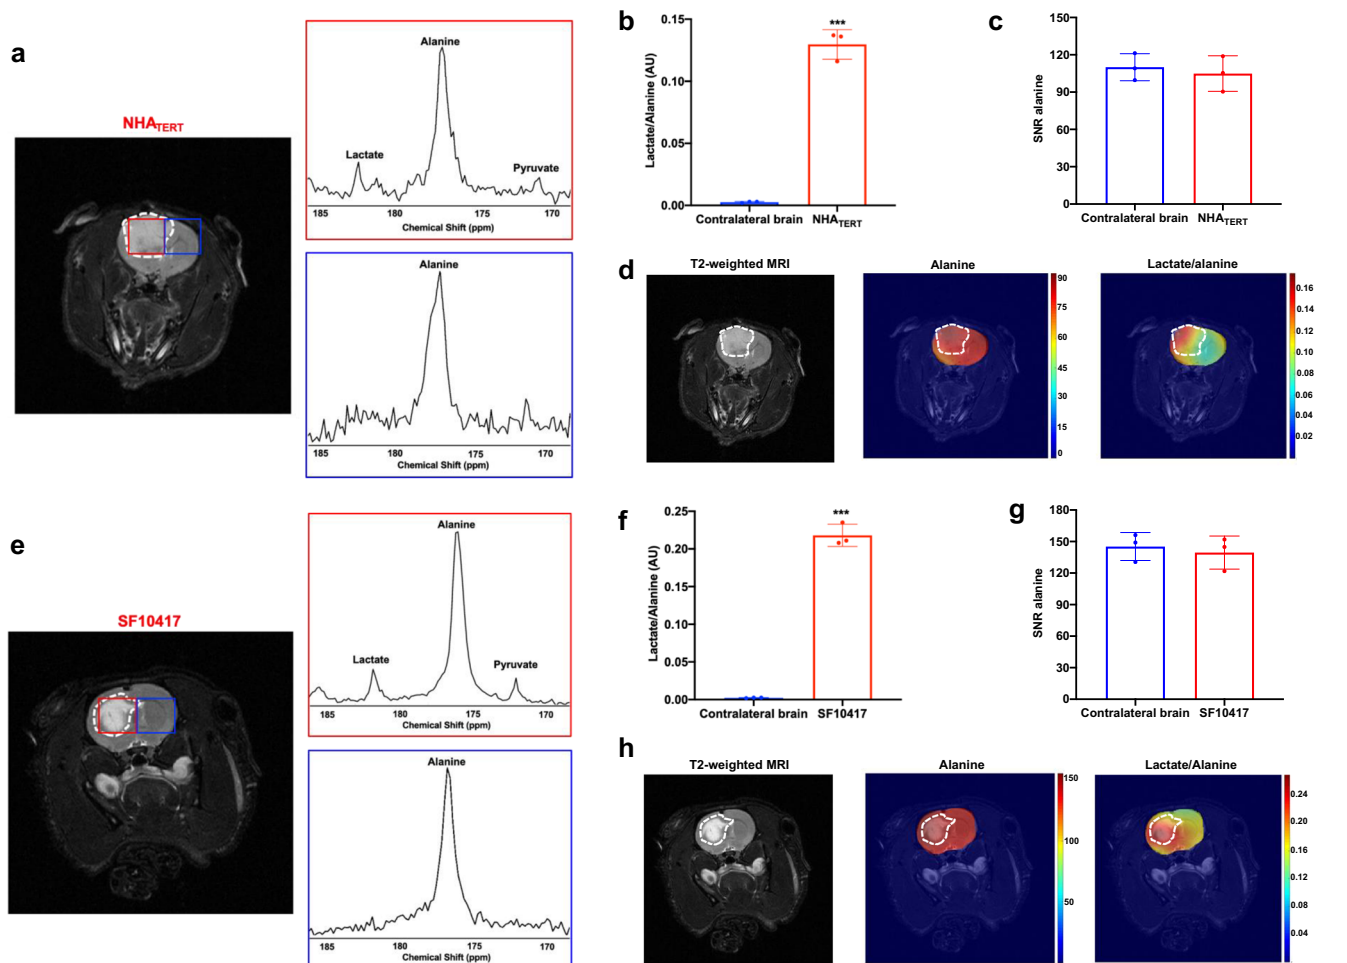 a
NHATERT
Alanine
Lactate
Pyruvate
185 180 175 170
Chemical Shift (ppm)
Alanine
185 180 175 170
Chemical Shift (ppm)
b
0.15
0.10
0.05
0.00
Lactate/Alanine (AU)
***
Contralateral brain NHATERT
c
150
120
90
60
30
0
SNR alanine
Contralateral brain NHATERT
d
T2-weighted MRI
Alanine
90
75
60
45
30
15
0
Lactate/alanine
0.16
0.14
0.12
0.10
0.08
0.06
0.04
0.02
e
SF10417
Alanine
Lactate
Pyruvate
185 180 175 170
Chemical Shift (ppm)
Alanine
185 180 175 170
Chemical Shift (ppm)
f
0.25
0.20
0.15
0.10
0.05
0.00
Lactate/Alanine (AU)
***
Contralateral brain SF10417
g
180
150
120
90
60
30
0
SNR alanine
Contralateral brain SF10417
h
T2-weighted MRI
Alanine
150
100
50
Lactate/Alanine
0.24
0.20
0.16
0.12
0.08
0.04